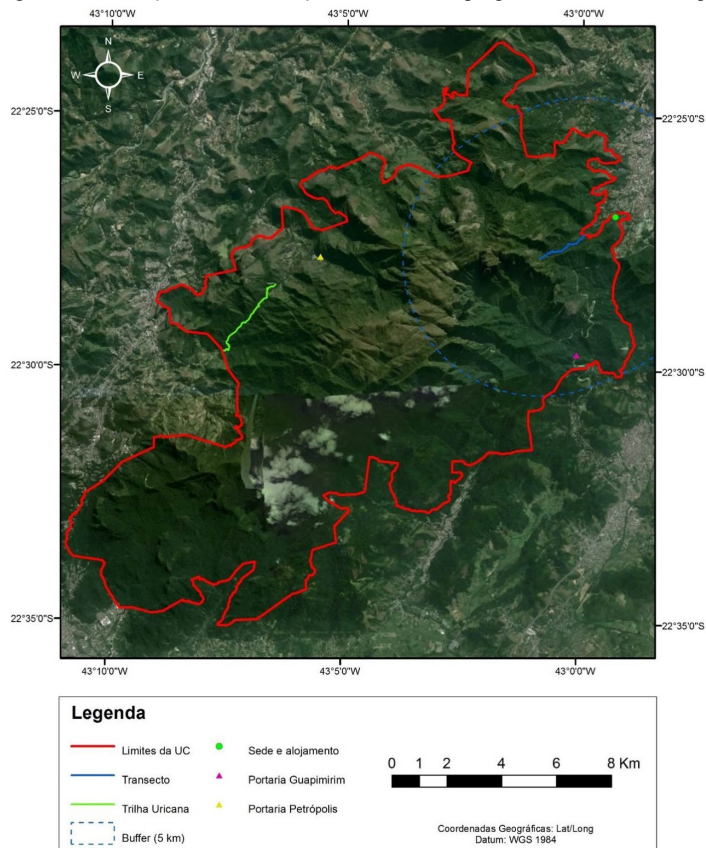 43°10'0"W 43°5'0"W 43°0'0"W
N
W E
S
22°25'0"S 22°25'0"S
22°30'0"S 22°30'0"S
22°35'0"S 22°35'0"S
43°10'0"W 43°5'0"W 43°0'0"W
Legenda
Limites da UC Sede e alojamento
Transecto Portaria Guapimirim
Trilha Uricana Portaria Petrópolis
Buffer (5 km)
0 1 2 4 6 8 Km
Coordenadas Geográficas: Lat/Long
Datum: WGS 1984